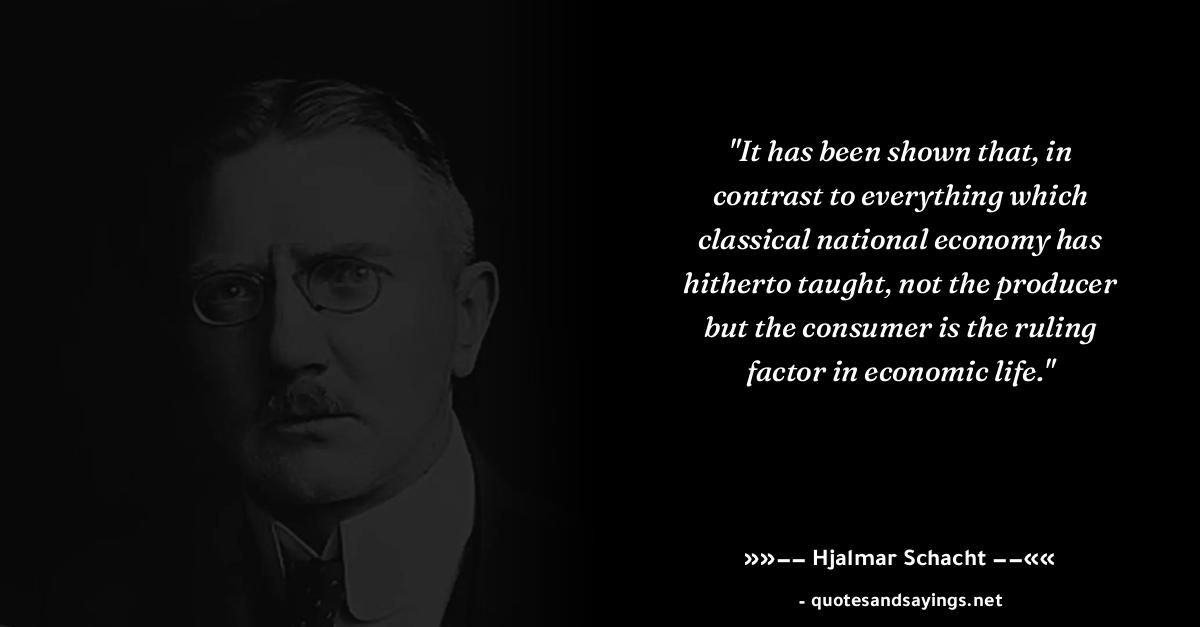 "It has been shown that, in
contrast to everything which
classical national economy has
hitherto taught, not the producer
but the consumer is the ruling
factor in economic life."
»»−− Hjalmar Schacht −−««
- quotesandsayings.net